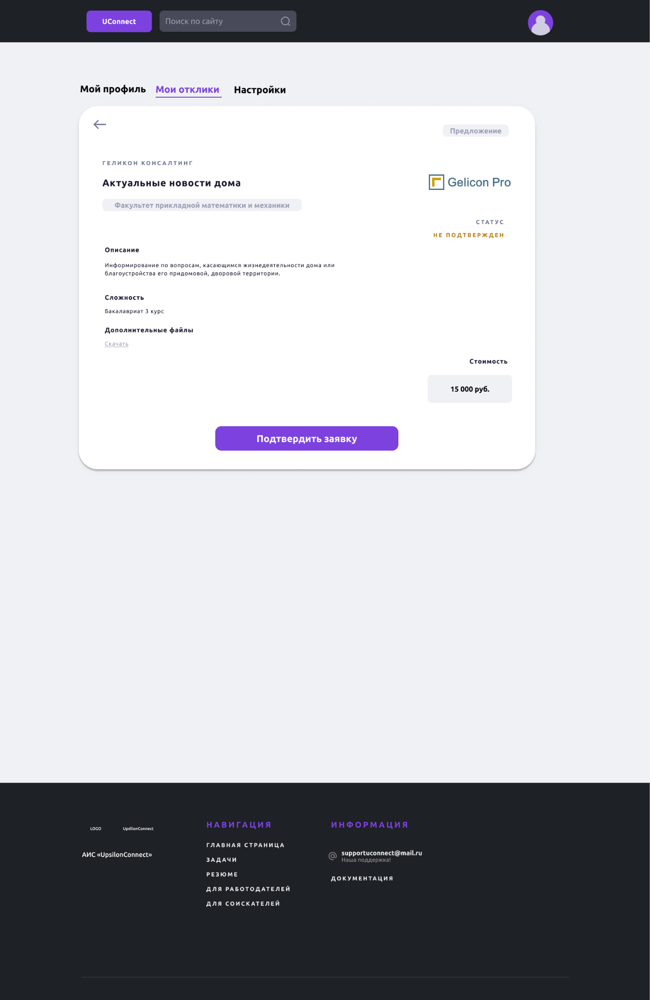 UConnect
Поиск по сайту
Мой профиль
Мои отклики
Настройки
Предложение
ГЕЛИКОН КОНСАЛТИНГ
Актуальные новости дома
Gelicon Pro
Факультет прикладной математики и механики
СТАТУС
НЕ ПОДТВЕРЖДЕН
Описание
Информирование по вопросам, касающимся жизнедеятельности дома или
благоустройства его придомовой, дворовой территории.
Сложность
Бакалавриат 3 курс
Дополнительные файлы
Скачать
Стоимость
15 000 руб.
Подтвердить заявку
LOGO
UpdilonConnect
АИС «UpsilonConnect»
НАВИГАЦИЯ
ГЛАВНАЯ СТРАНИЦА
ЗАДАЧИ
РЕЗЮМЕ
ДЛЯ РАБОТОДАТЕЛЕЙ
ДЛЯ СОИСКАТЕЛЕЙ
ИНФОРМАЦИЯ
@ supportuconnect@mail.ru
Наша поддержка!
ДОКУМЕНТАЦИЯ